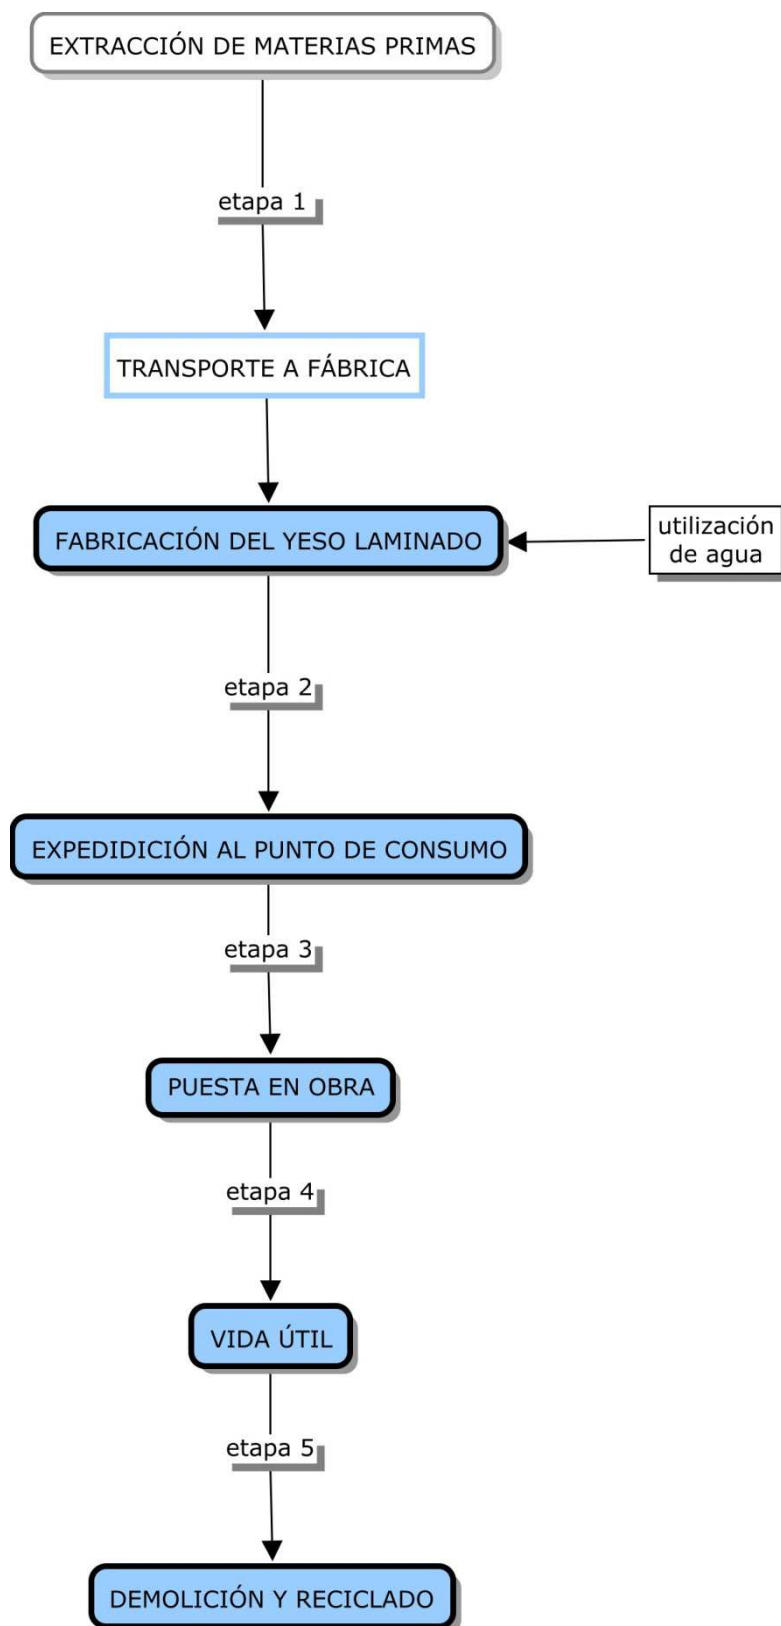 EXTRACCIÓN DE MATERIAS PRIMAS
etapa 1
TRANSPORTE A FÁBRICA
FABRICACIÓN DEL YESO LAMINADO
utilización
de agua
etapa 2
EXPEDIDICIÓN AL PUNTO DE CONSUMO
etapa 3
PUESTA EN OBRA
etapa 4
VIDA ÚTIL
etapa 5
DEMOLICIÓN Y RECICLADO